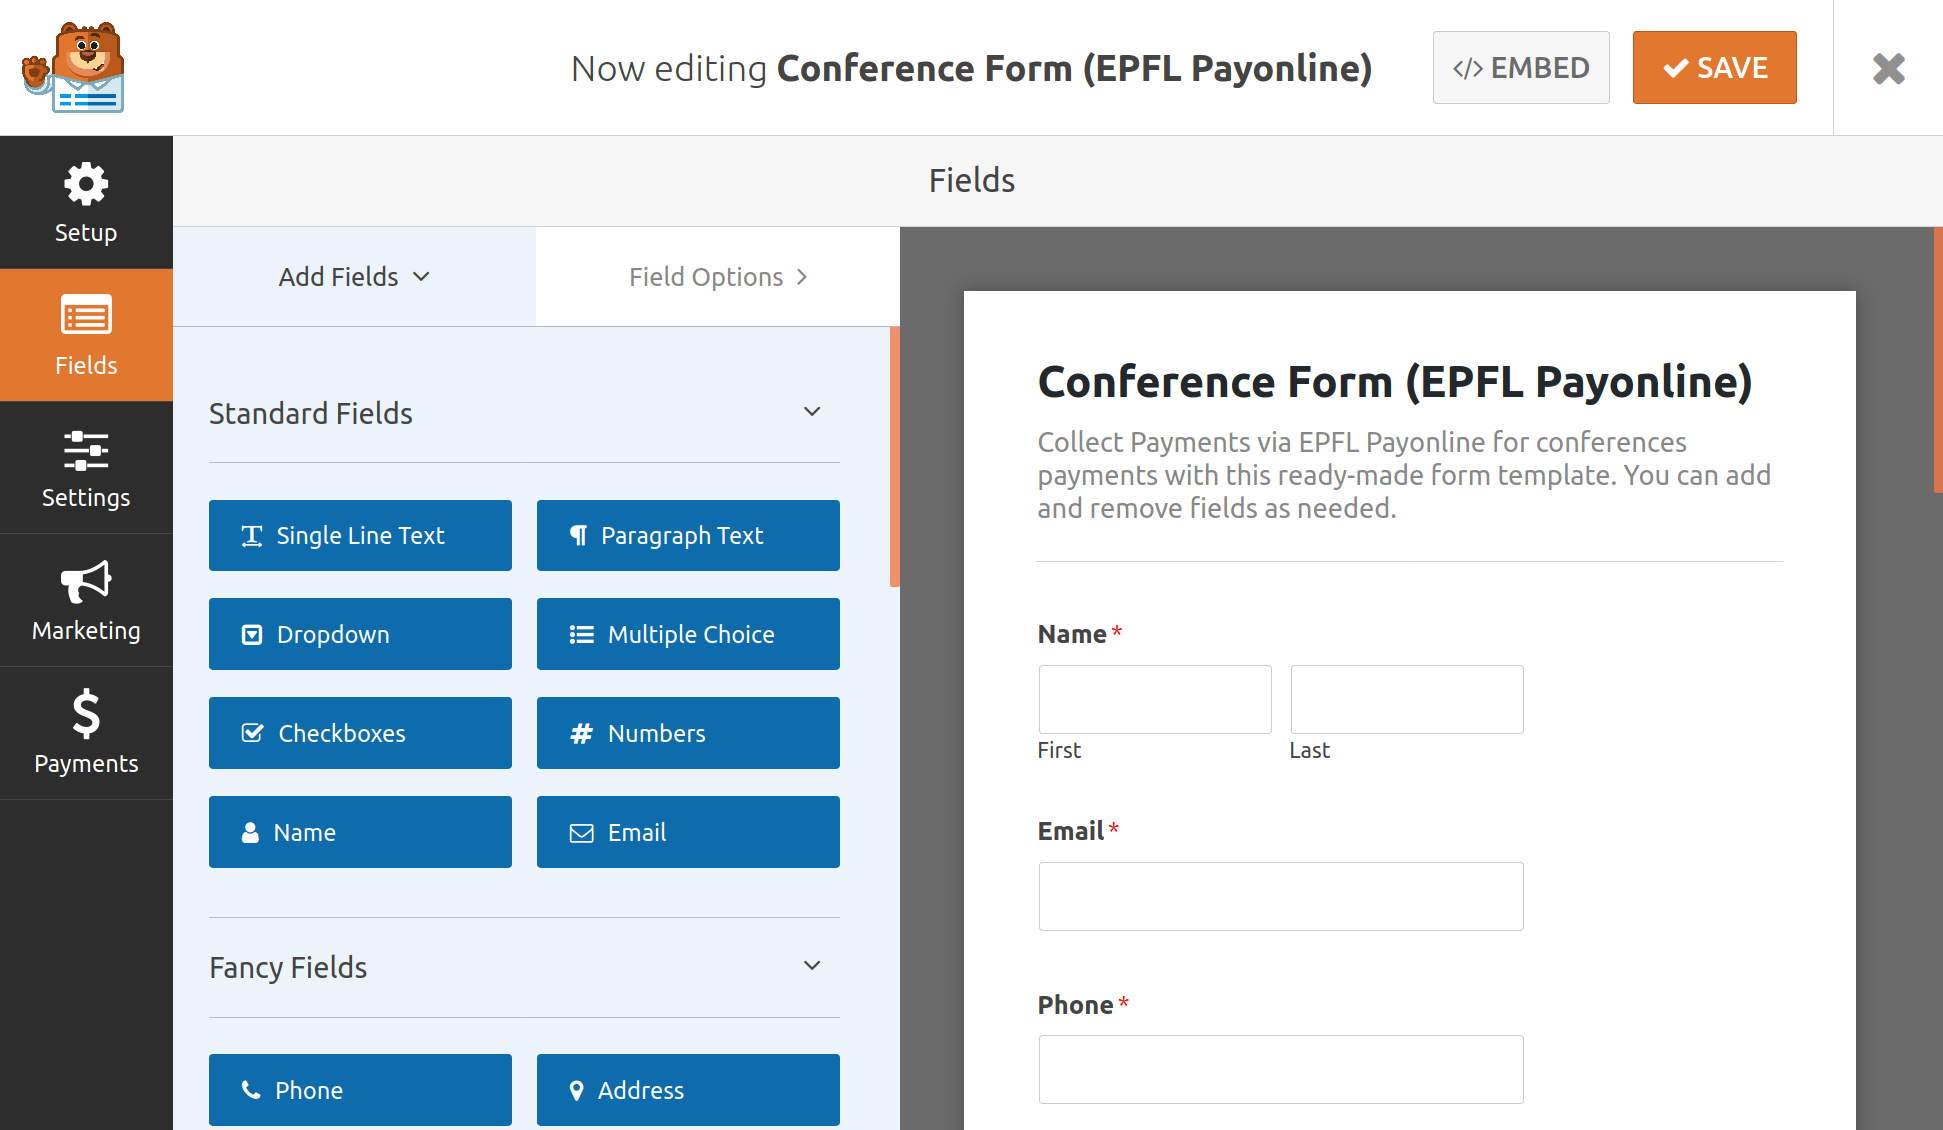 Now editing Conference Form (EPFL Payonline)
</> EMBED
SAVE
Setup
Fields
Settings
Marketing
Payments
Fields
Add Fields
Field Options
Standard Fields
Single Line Text
Paragraph Text
Dropdown
Multiple Choice
Checkboxes
Numbers
Name
Email
Fancy Fields
Phone
Address
Conference Form (EPFL Payonline)
Collect Payments via EPFL Payonline for conferences
payments with this ready-made form template. You can add
and remove fields as needed.
Name *
First
Last
Email *
Phone *